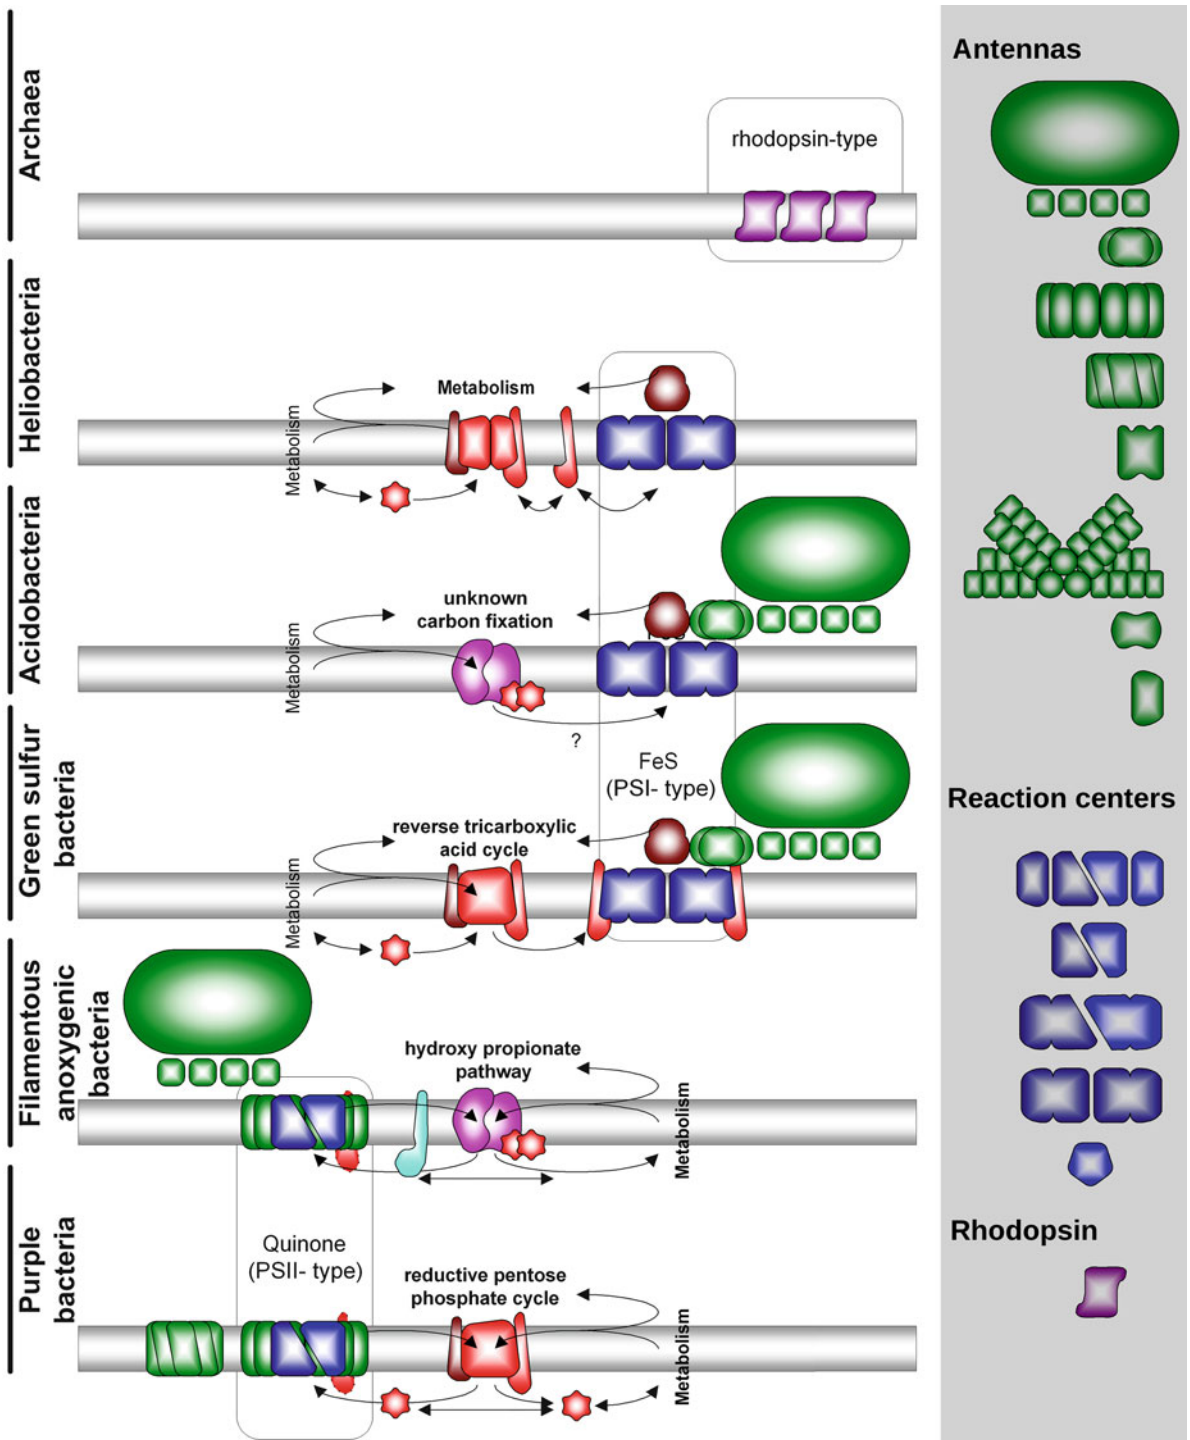 Archaea
rhodopsin-type
Heliobacteria
Metabolism
Metabolism
Acidobacteria
unknown
carbon fixation
Metabolism
?
Green sulfur
bacteria
FeS
(PSI- type)
reverse tricarboxylic
acid cycle
Metabolism
Filamentous
anoxygenic
bacteria
hydroxy propionate
pathway
Metabolism
Purple
bacteria
Quinone
(PSII- type)
reductive pentose
phosphate cycle
Metabolism
Antennas
Reaction centers
Rhodopsin